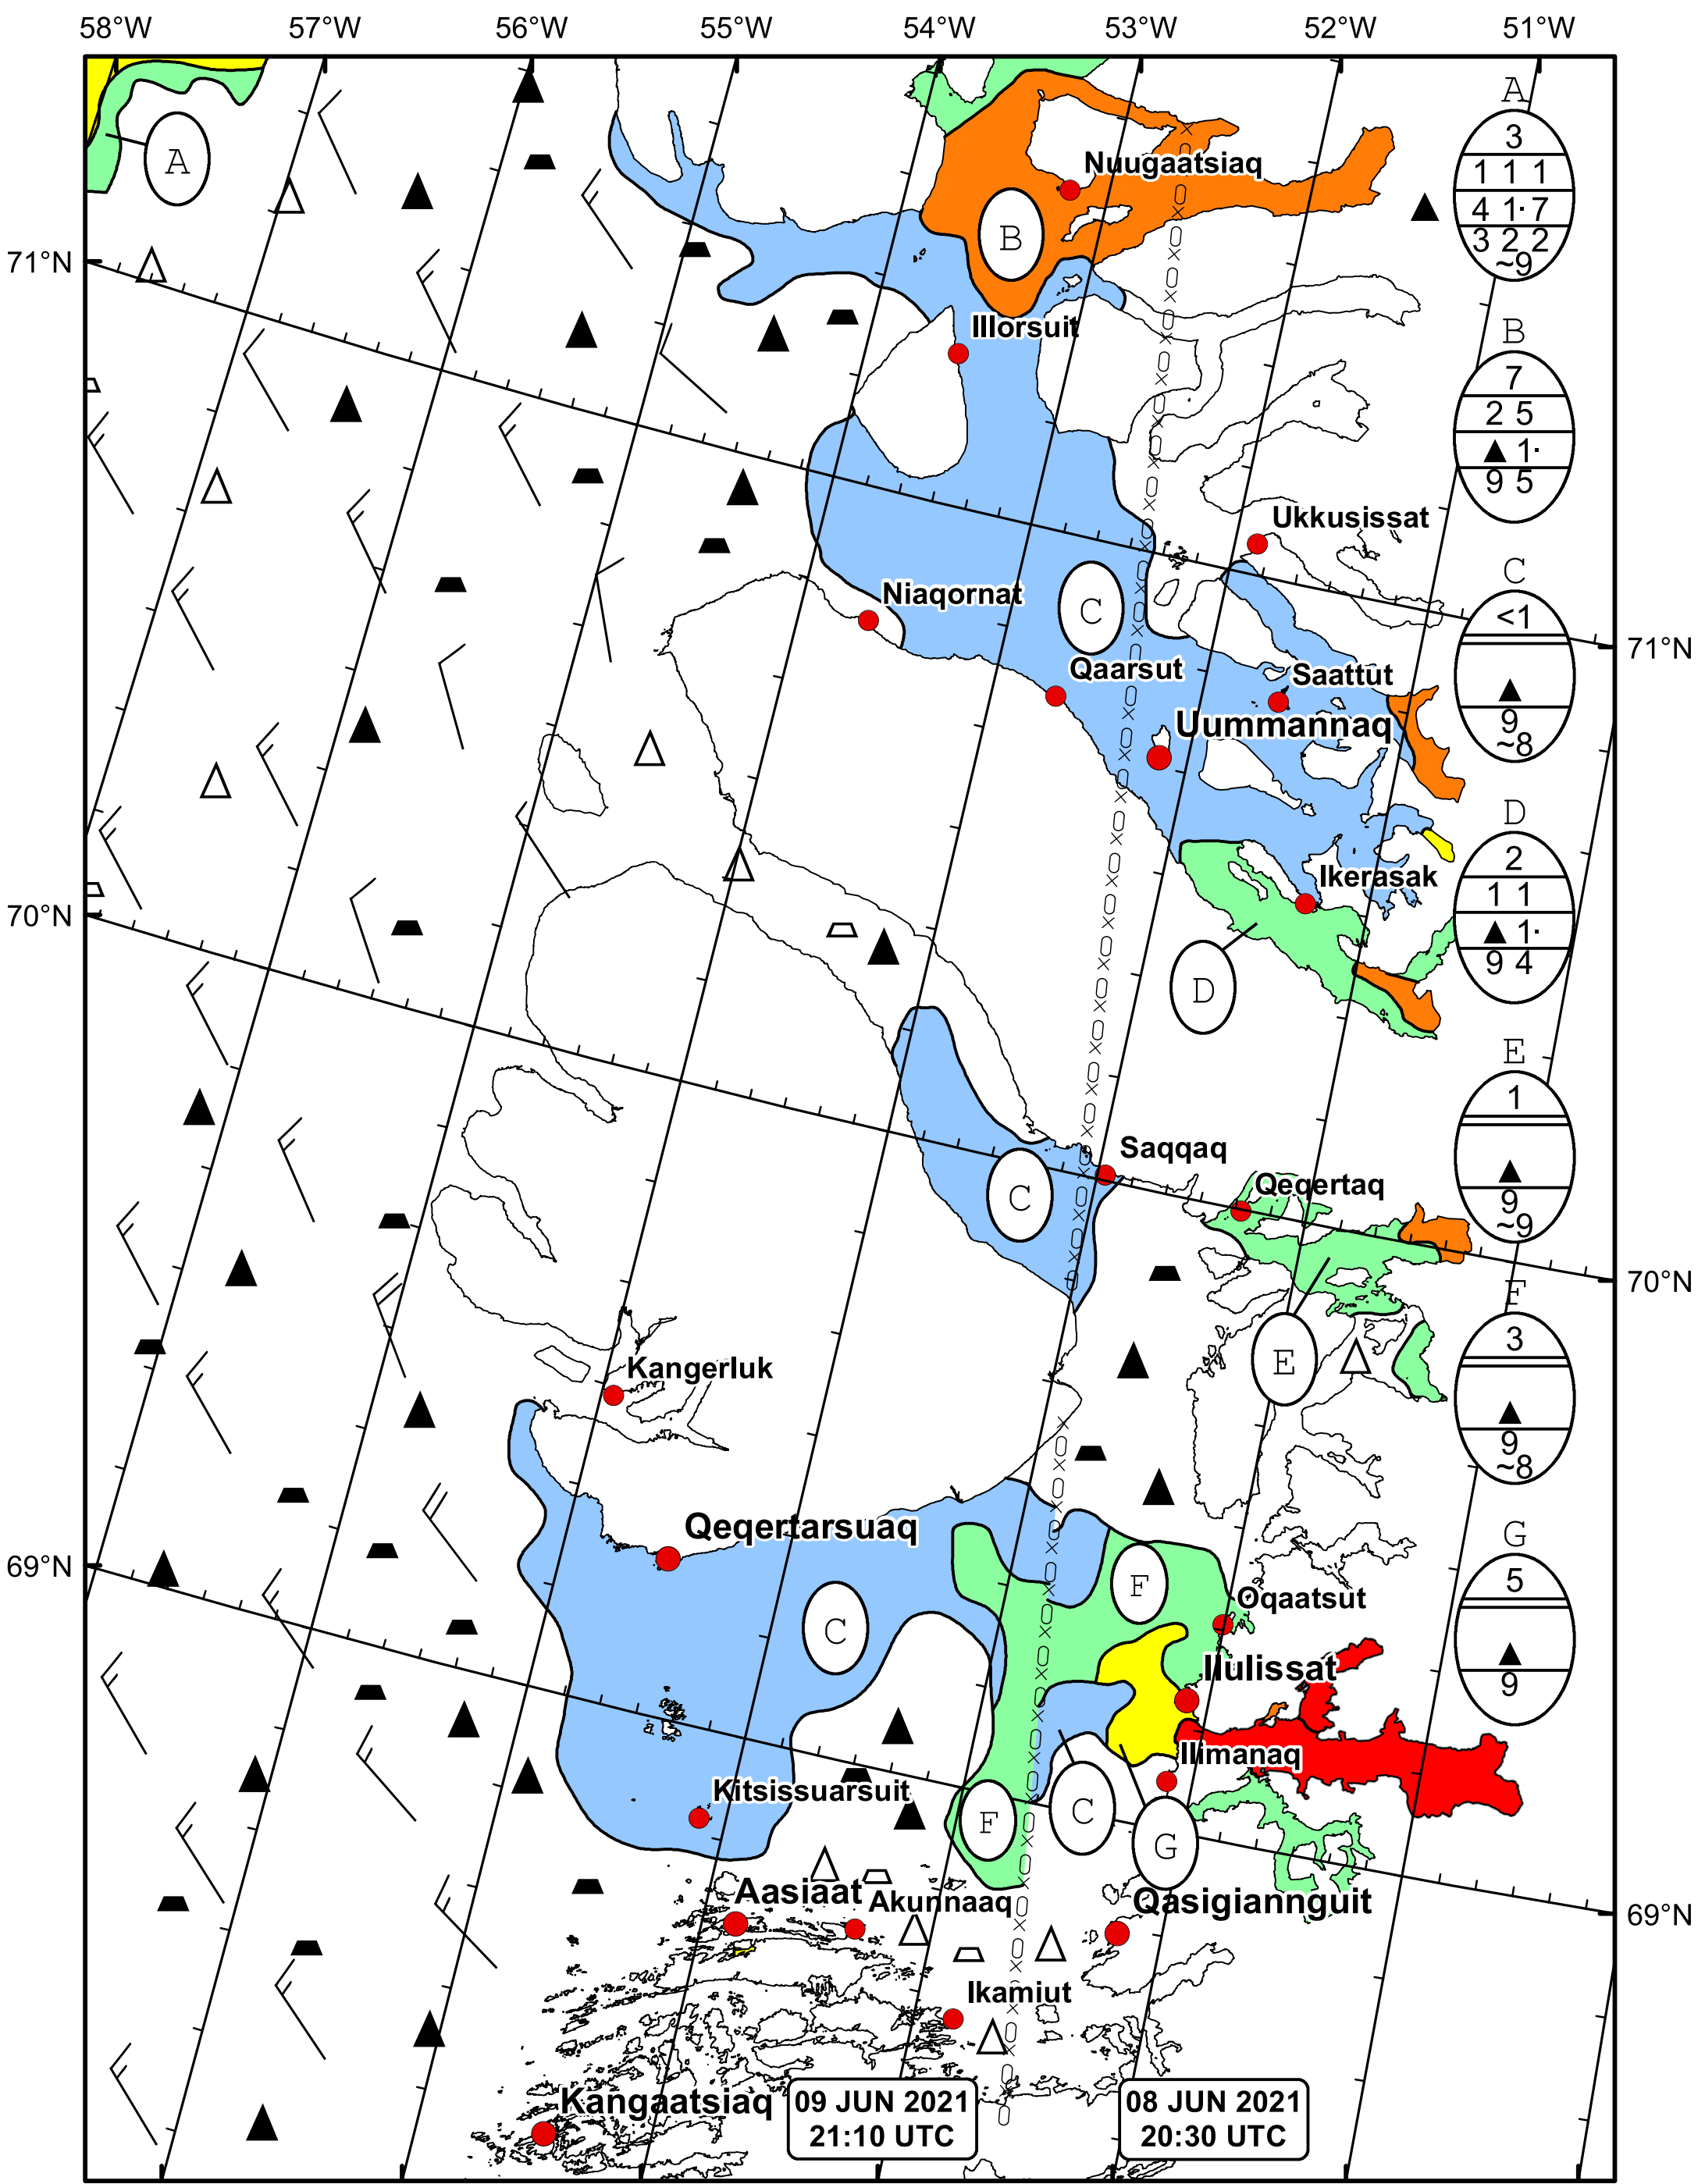 58°W 57°W 56°W 55°W 54°W 53°W 52°W 51°W
A
3
1 1 1
4 1· 7
3 2 2
~9
A
Nuugaatsiaq
B
71°N
Illorsuit
B
7
2 5
1·
9 5
Ukkusissat
C
<1
9
~8
Niaqornat
C
71°N
Qaarsut
Saattut
Uummannaq
D
2
1 1
1·
9 4
Ikerasak
70°N
D
E
1
9
~9
Saqqaq
Qeqertaq
C
70°N
F
3
9
~8
E
Kangerluk
Qeqertarsuaq
G
5
9
69°N
F
Oqaatsut
C
Ilulissat
Ilimanaq
Kitsissuarsuit
F
C
G
Aasiaat
Akunnaaq
Qasigiannguit
69°N
Ikamiut
Kangaatsiaq
09 JUN 2021
21:10 UTC
08 JUN 2021
20:30 UTC